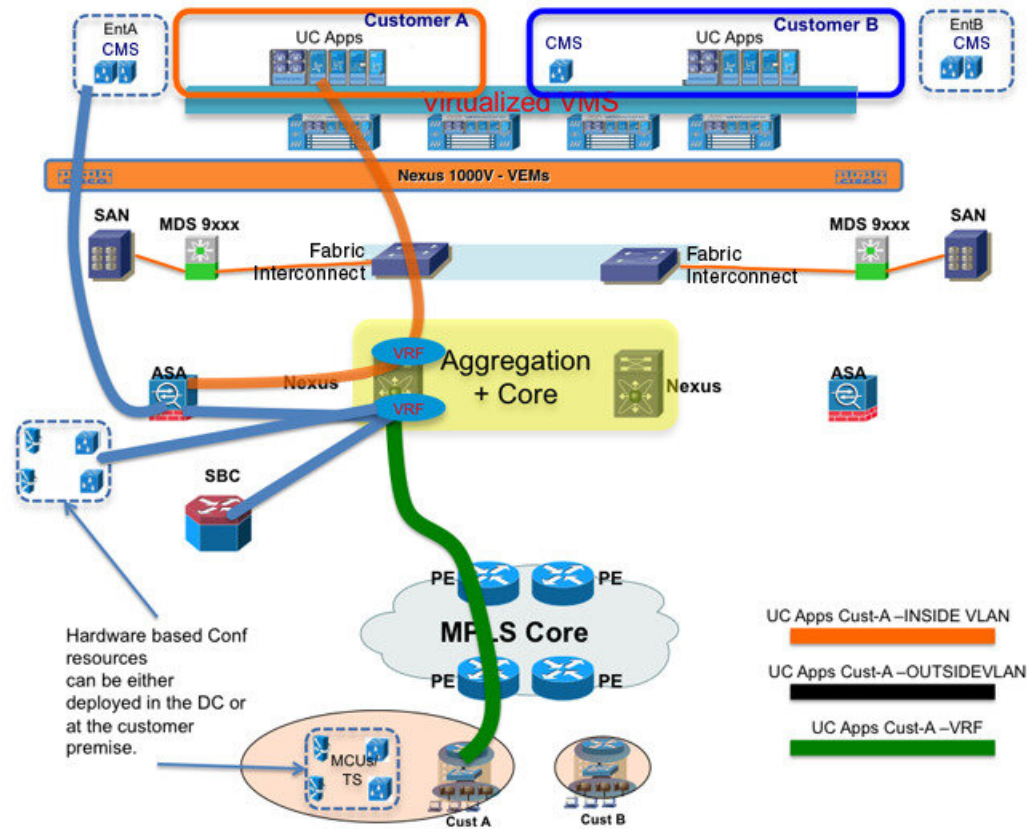 EntA
CMS
Customer A
UC Apps
Customer B
CMS
UC Apps
EntB
CMS
Virtualized VMS
CISCO
Nexus 1000V - VEMs
CISCO
SAN
MDS 9xxx
Fabric
Interconnect
Fabric
Interconnect
MDS 9xxx
SAN
VRF
Aggregation
+ Core
ASA
Nexus
Nexus
ASA
VRF
SBC
PE
PE
MPLS Core
PE
PE
Hardware based Conf
resources
can be either
deployed in the DC or
at the customer
premise.
UC Apps Cust-A –INSIDE VLAN
UC Apps Cust-A –OUTSIDEVLAN
UC Apps Cust-A –VRF
MCUs/
TS
Cust A
Cust B